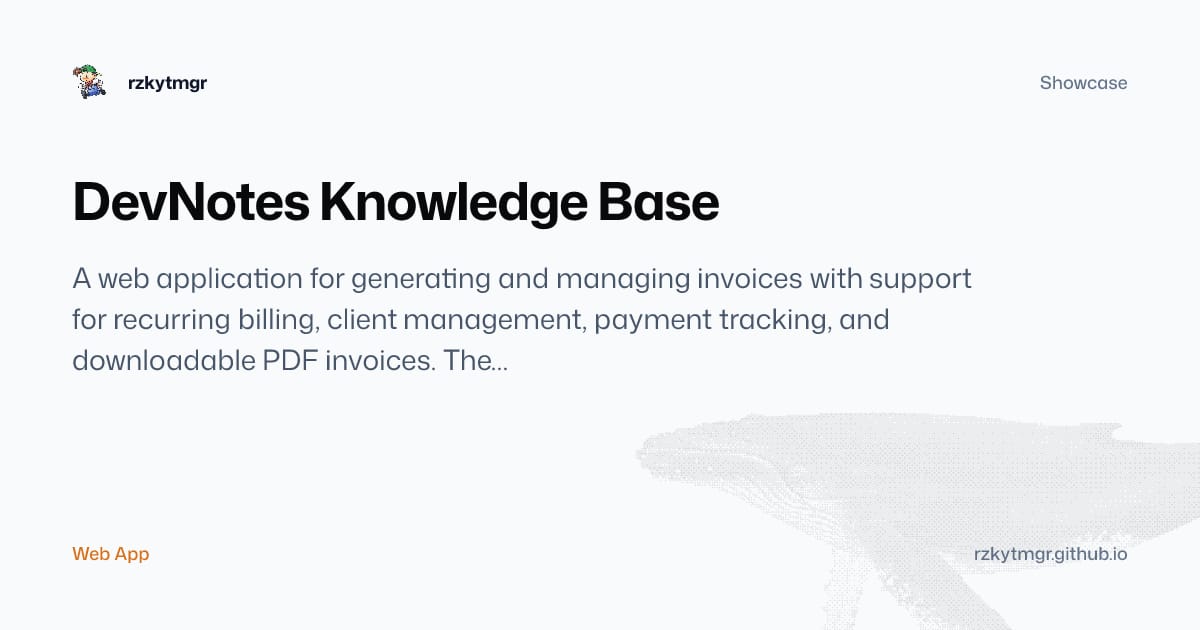 rzkytmgr
Showcase
DevNotes Knowledge Base
A web application for generating and managing invoices with support
for recurring billing, client management, payment tracking, and
downloadable PDF invoices. The...
Web App
rzkytmgr.github.io